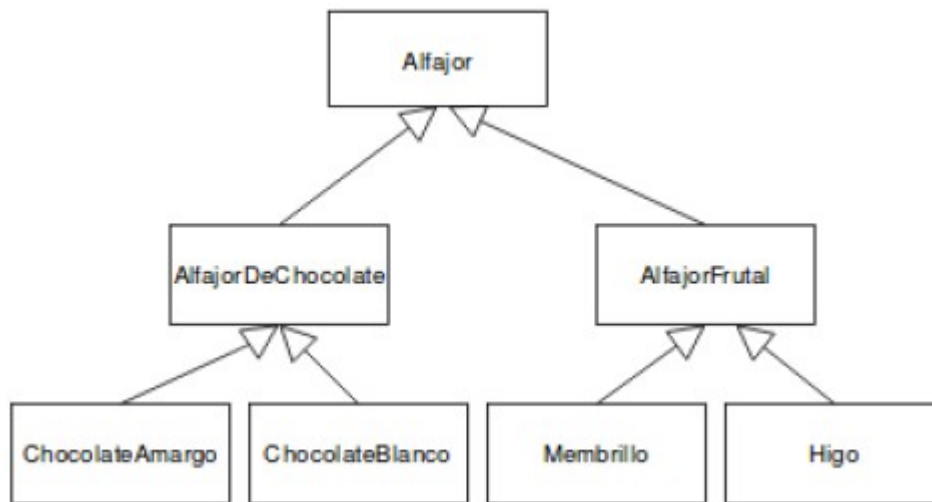 Alfajor
AlfajorDeChocolate
AlfajorFrutal
ChocolateAmargo
ChocolateBlanco
Membrillo
Higo